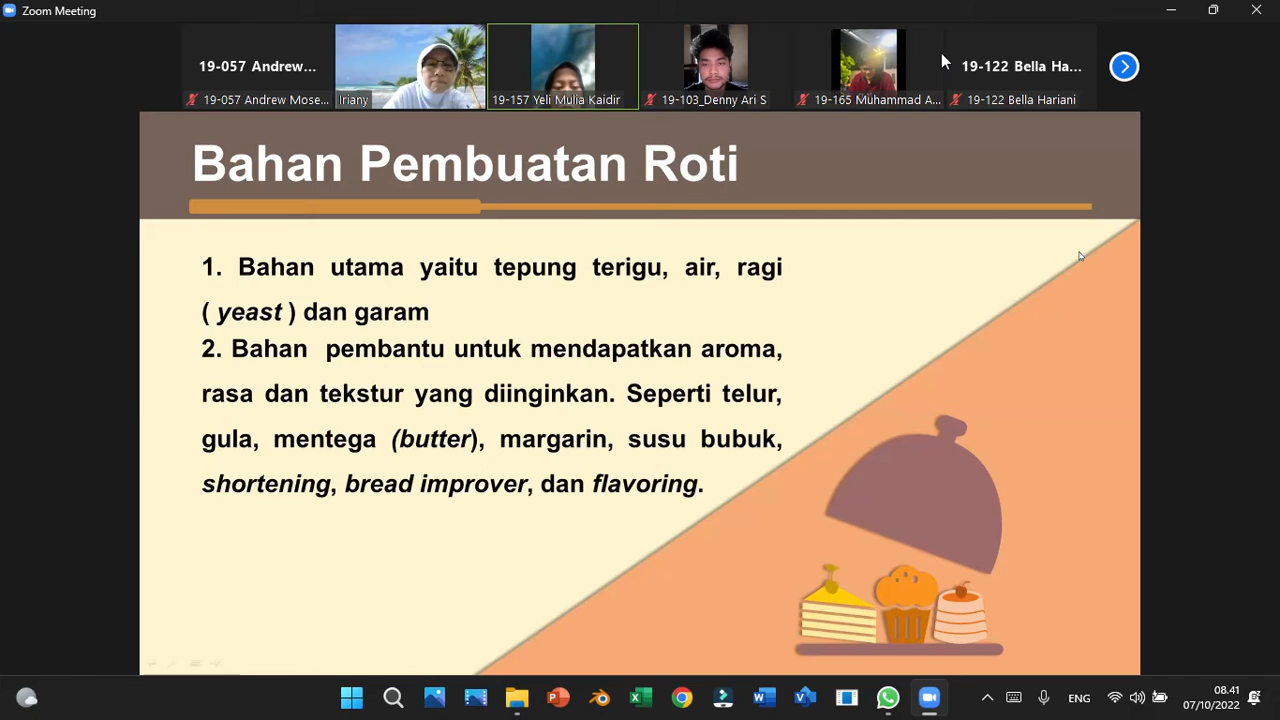 Zoom Meeting
19-057 Andrew...
19-122 Bella Ha...
19-057 Andrew Mose...
Iriany
19-157 Yeli Mulia Kaidir
19-103_Denny Ari S
19-165 Muhammad A...
19-122 Bella Hariani
Bahan Pembuatan Roti
1. Bahan utama yaitu tepung terigu, air, ragi
( yeast ) dan garam
2. Bahan pembantu untuk mendapatkan aroma,
rasa dan tekstur yang diinginkan. Seperti telur,
gula, mentega (butter), margarin, susu bubuk,
shortening, bread improver, dan flavoring.
ENG
08.41
07/10/2022